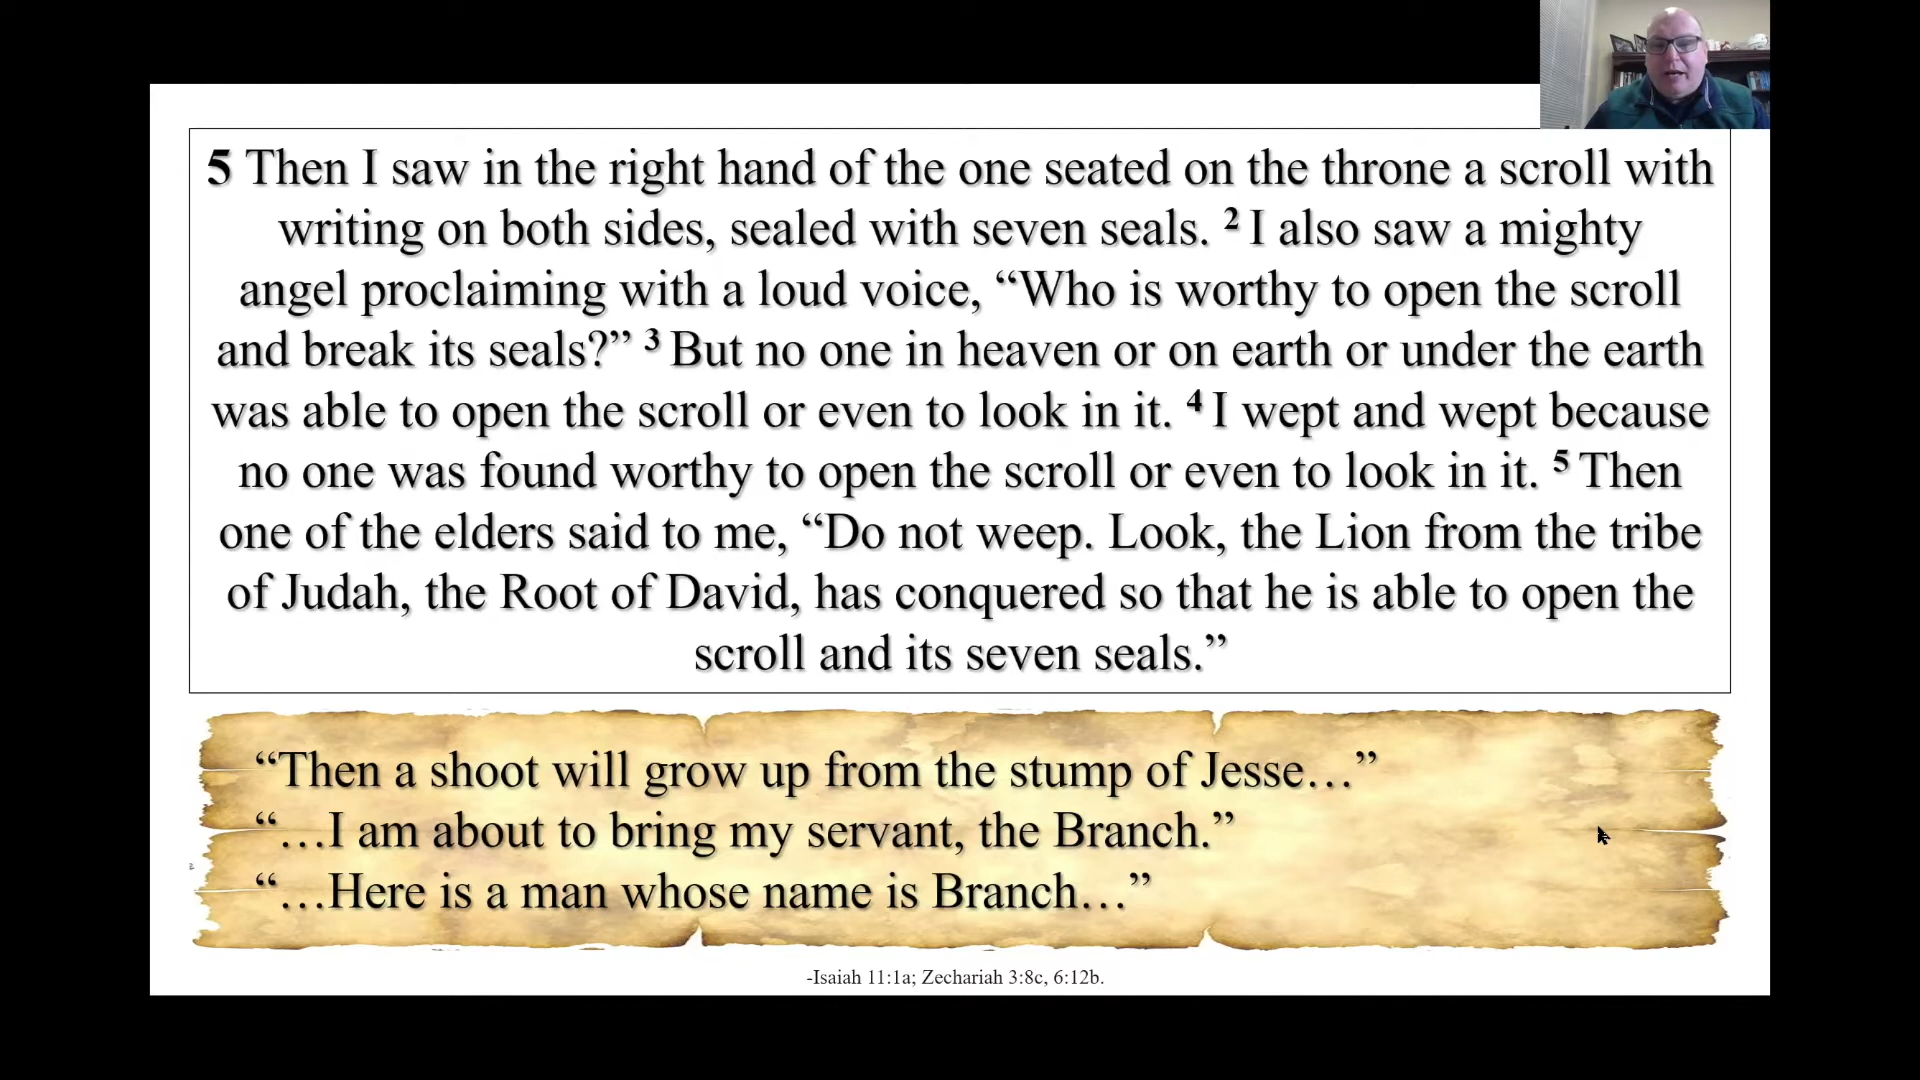 5 Then I saw in the right hand of the one seated on the throne a scroll with
writing on both sides, sealed with seven seals. 2 I also saw a mighty
angel proclaiming with a loud voice, “Who is worthy to open the scroll
and break its seals?” 3 But no one in heaven or on earth or under the earth
was able to open the scroll or even to look in it. 4 I wept and wept because
no one was found worthy to open the scroll or even to look in it. 5 Then
one of the elders said to me, “Do not weep. Look, the Lion from the tribe
of Judah, the Root of David, has conquered so that he is able to open the
scroll and its seven seals.”
“Then a shoot will grow up from the stump of Jesse…”
“…I am about to bring my servant, the Branch.”
“…Here is a man whose name is Branch…”
-Isaiah 11:1a; Zechariah 3:8c, 6:12b.